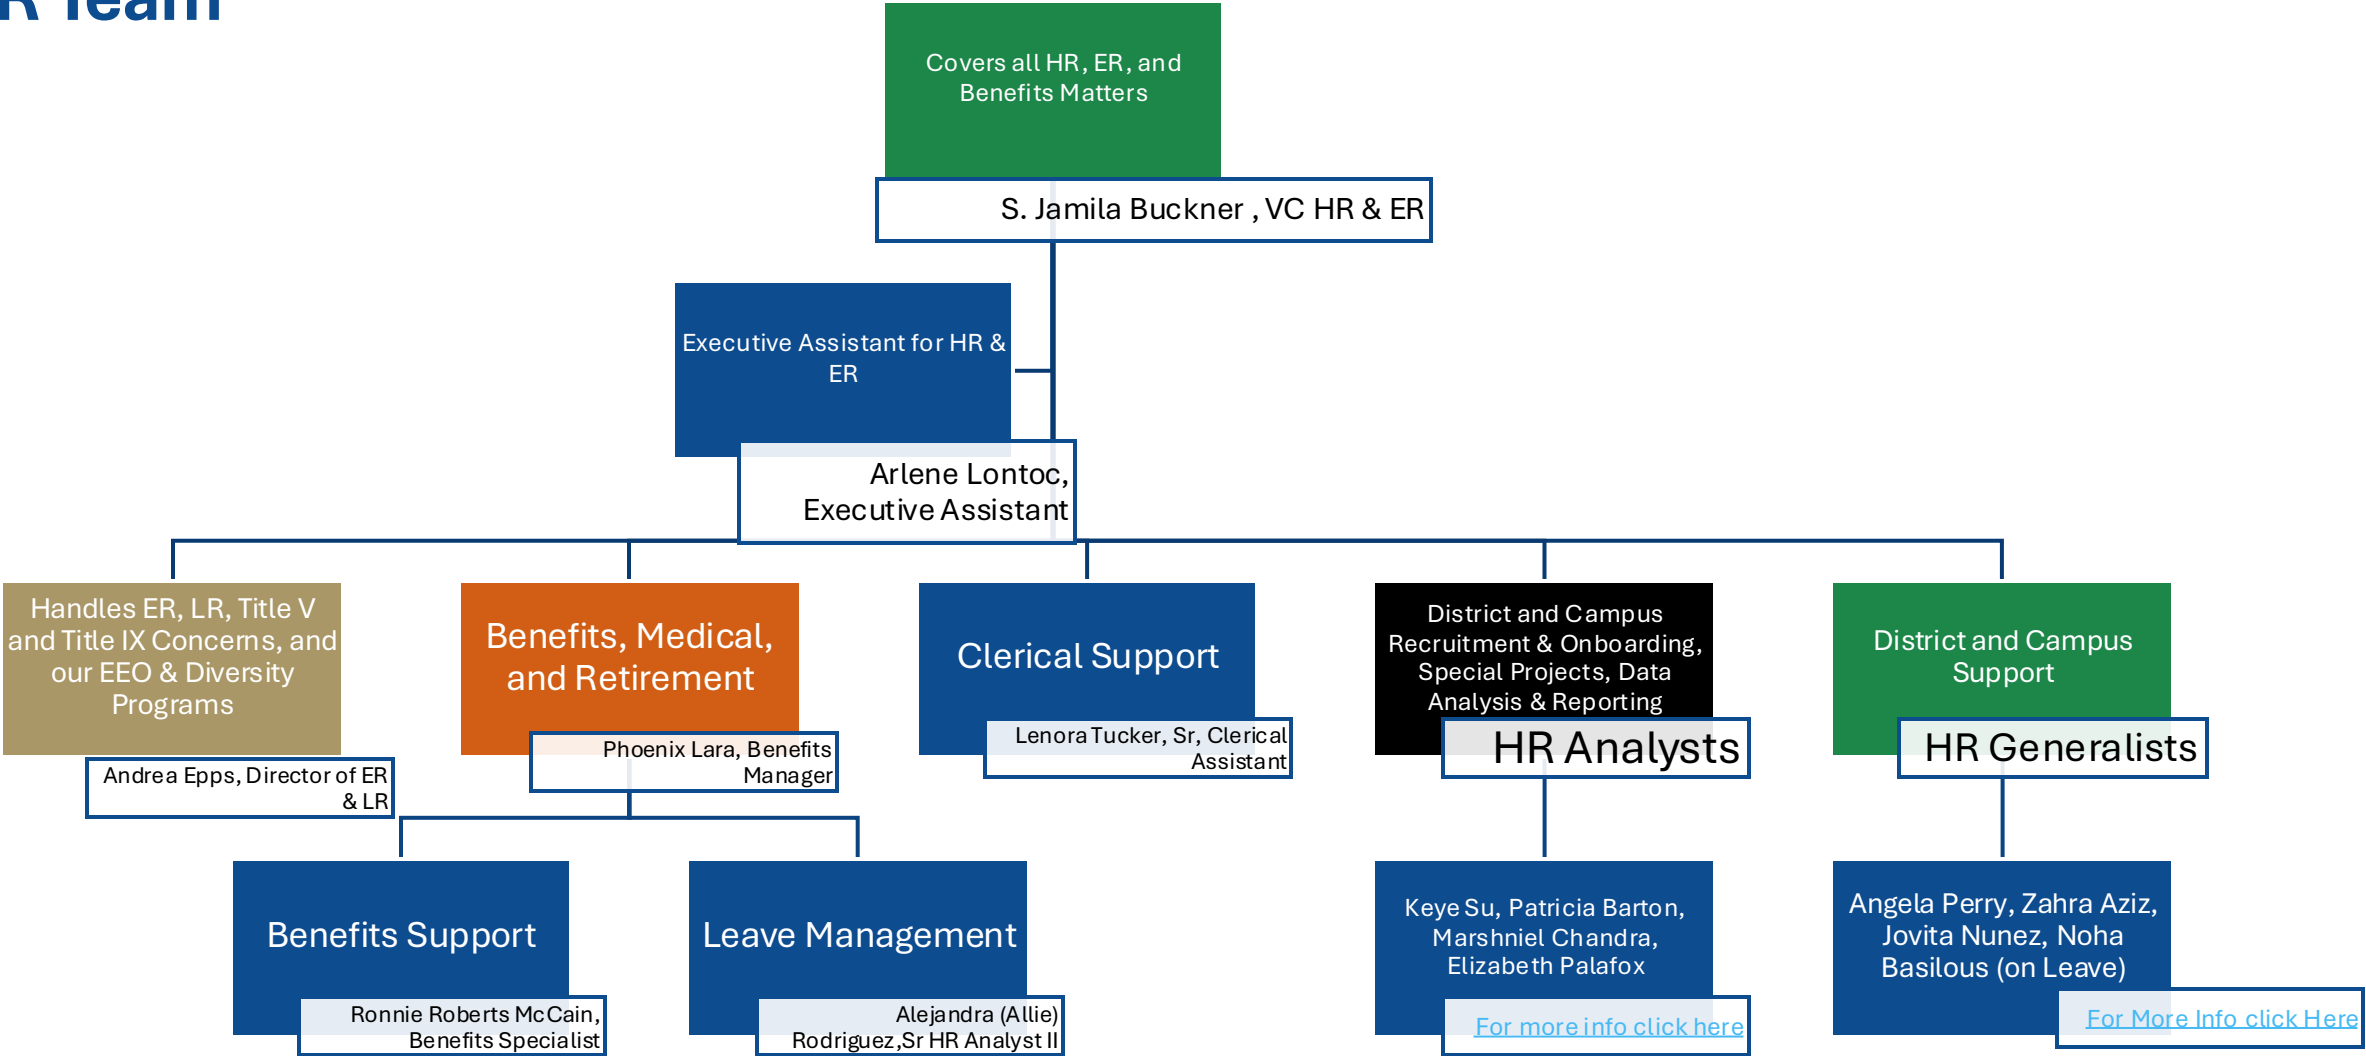 R Team
Covers all HR, ER, and
Benefits Matters
S. Jamila Buckner , VC HR & ER
Executive Assistant for HR &
ER
Arlene Lontoc,
Executive Assistant
Handles ER, LR, Title V
and Title IX Concerns, and
our EEO & Diversity
Programs
Andrea Epps, Director of ER
& LR
Benefits, Medical,
and Retirement
Phoenix Lara, Benefits
Manager
Clerical Support
Lenora Tucker, Sr, Clerical
Assistant
District and Campus
Recruitment & Onboarding,
Special Projects, Data
Analysis & Reporting
HR Analysts
District and Campus
Support
HR Generalists
Benefits Support
Ronnie Roberts McCain,
Benefits Specialist
Leave Management
Alejandra (Allie)
Rodriguez,Sr HR Analyst II
Keye Su, Patricia Barton,
Marshniel Chandra,
Elizabeth Palafox
For more info click here
Angela Perry, Zahra Aziz,
Jovita Nunez, Noha
Basilous (on Leave)
For More Info click Here